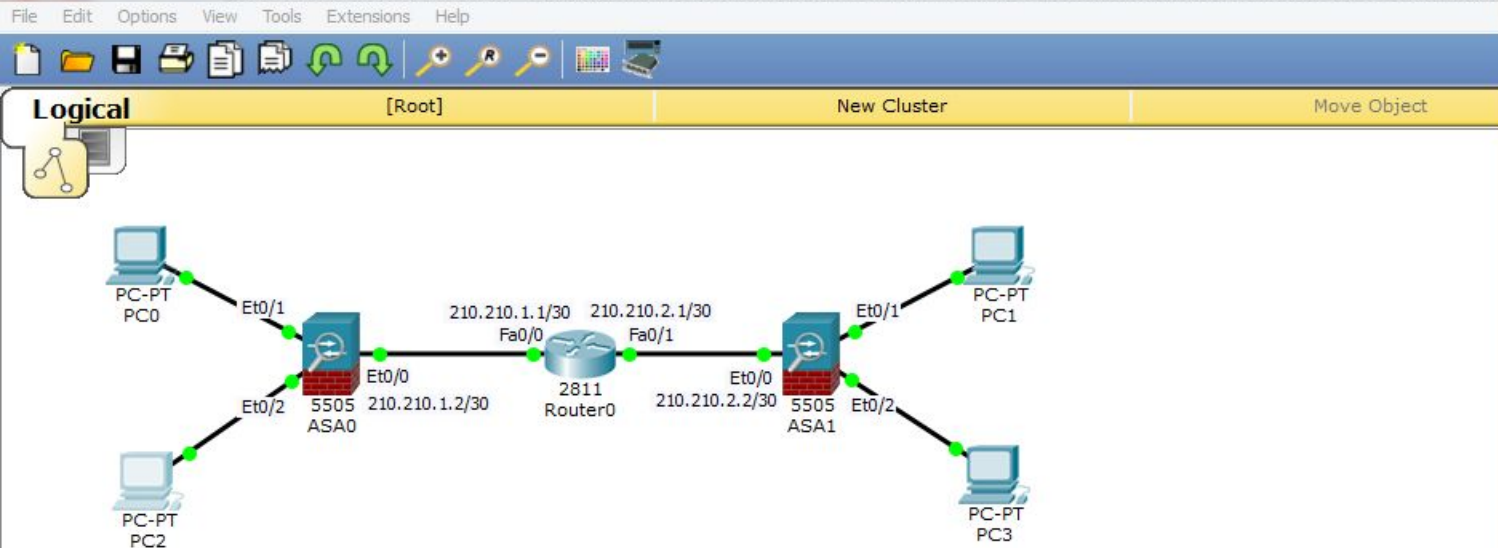 File Edit Options View Tools Extensions Help
R
Logical [Root] New Cluster Move Object
PC-PT
PC0
Et0/1
210.210.1.1/30 210.210.2.1/30
Fa0/0 Fa0/1
Et0/1
PC-PT
PC1
Et0/0
210.210.1.2/30
2811
Router0
Et0/0
210.210.2.2/30
Et0/2
5505
ASA0
5505
ASA1
Et0/2
PC-PT
PC2
PC-PT
PC3